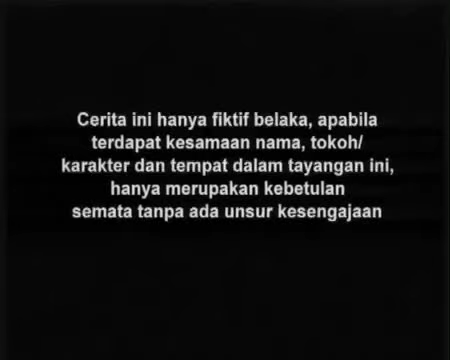 Cerita ini hanya fiktif belaka, apabila
terdapat kesamaan nama, tokoh/
karakter dan tempat dalam tayangan ini,
hanya merupakan kebetulan
semata tanpa ada unsur kesengajaan